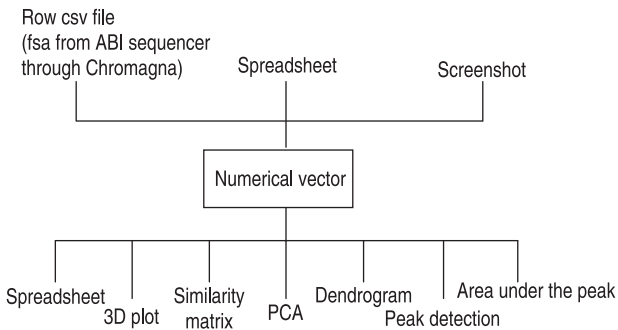 Row csv file
(fsa from ABI sequencer
through Chromagna)
Spreadsheet
Screenshot
Numerical vector
Spreadsheet
3D plot
Similarity
matrix
PCA
Dendrogram
Peak detection
Area under the peak